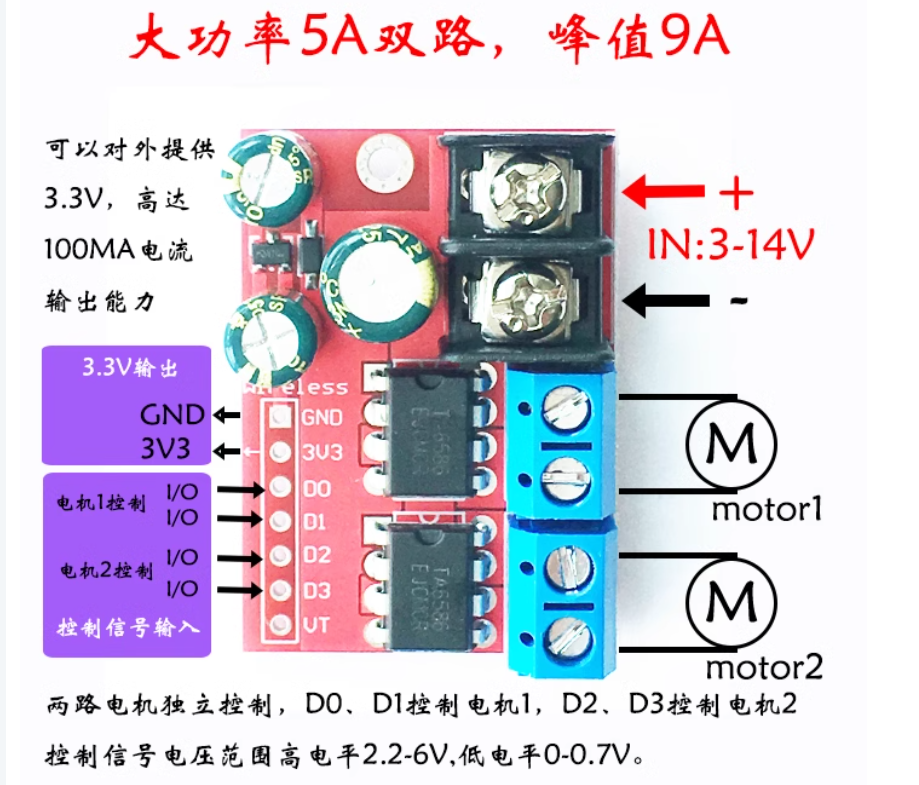 大功率5A双路，峰值9A
可以对外提供
3.3V，高达
100MA电流
输出能力
+
IN:3-14V
-
3.3V输出
GND
3V3
电机1控制
I/O
I/O
电机2控制
I/O
I/O
控制信号输入
Wireless
GND
3V3
D0
D1
D2
D3
VT
TA6586
TA6586
M
motor1
M
motor2
两路电机独立控制，D0、D1控制电机1，D2、D3控制电机2
控制信号电压范围高电平2.2-6V,低电平0-0.7V。